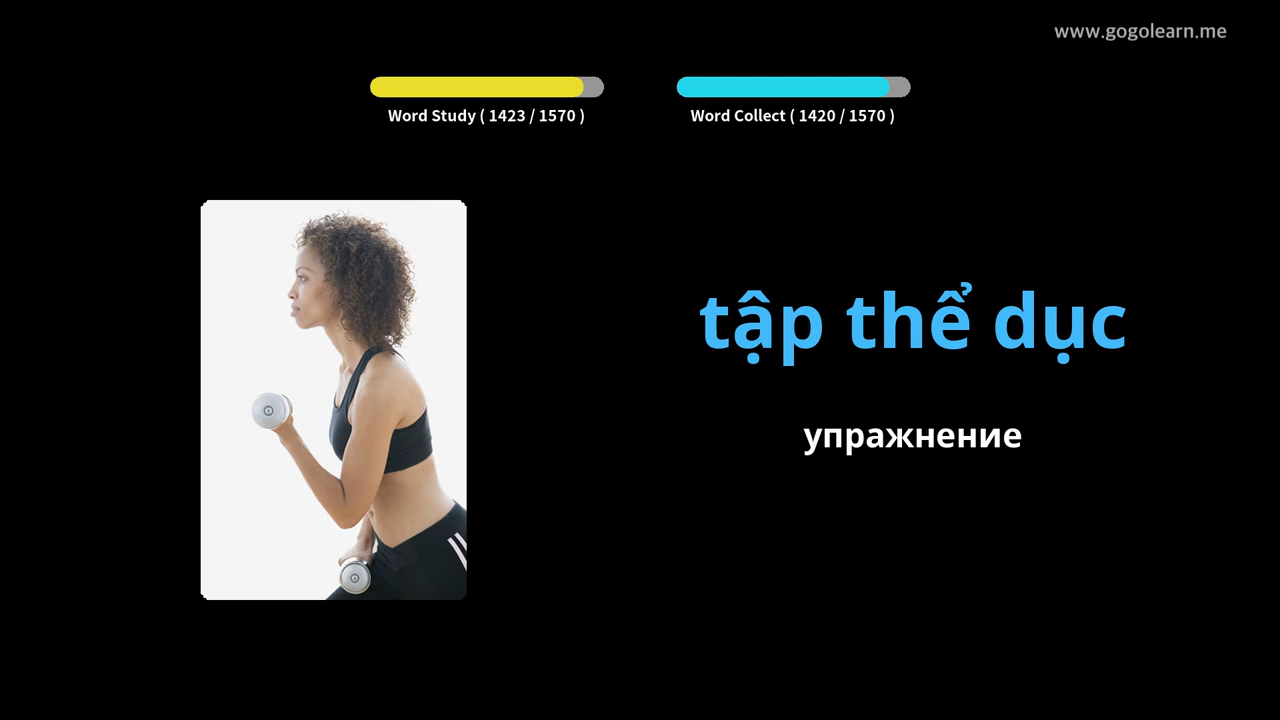 www.gogolearn.me
Word Study ( 1423 / 1570 )
Word Collect ( 1420 / 1570 )
tập thể dục
упражнение